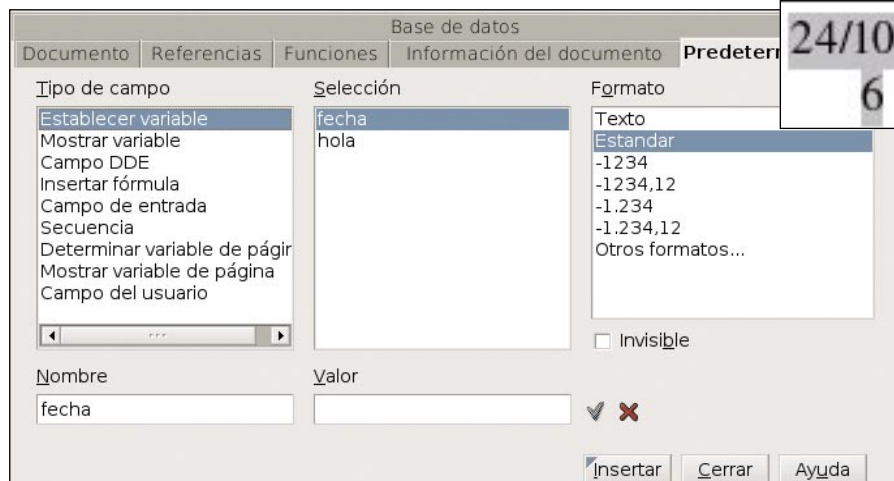 Base de datos
Documento Referencias Funciones Información del documento Predeterr
24/10
6
Tipo de campo
Establecer variable
Mostrar variable
Campo DDE
Insertar fórmula
Campo de entrada
Secuencia
Determinar variable de págir
Mostrar variable de página
Campo del usuario
Selección
fecha
hola
Formato
Texto
Estandar
-1234
-1234,12
-1.234
-1.234,12
Otros formatos...
Invisible
Nombre
fecha
Valor
Insertar Cerrar Ayuda